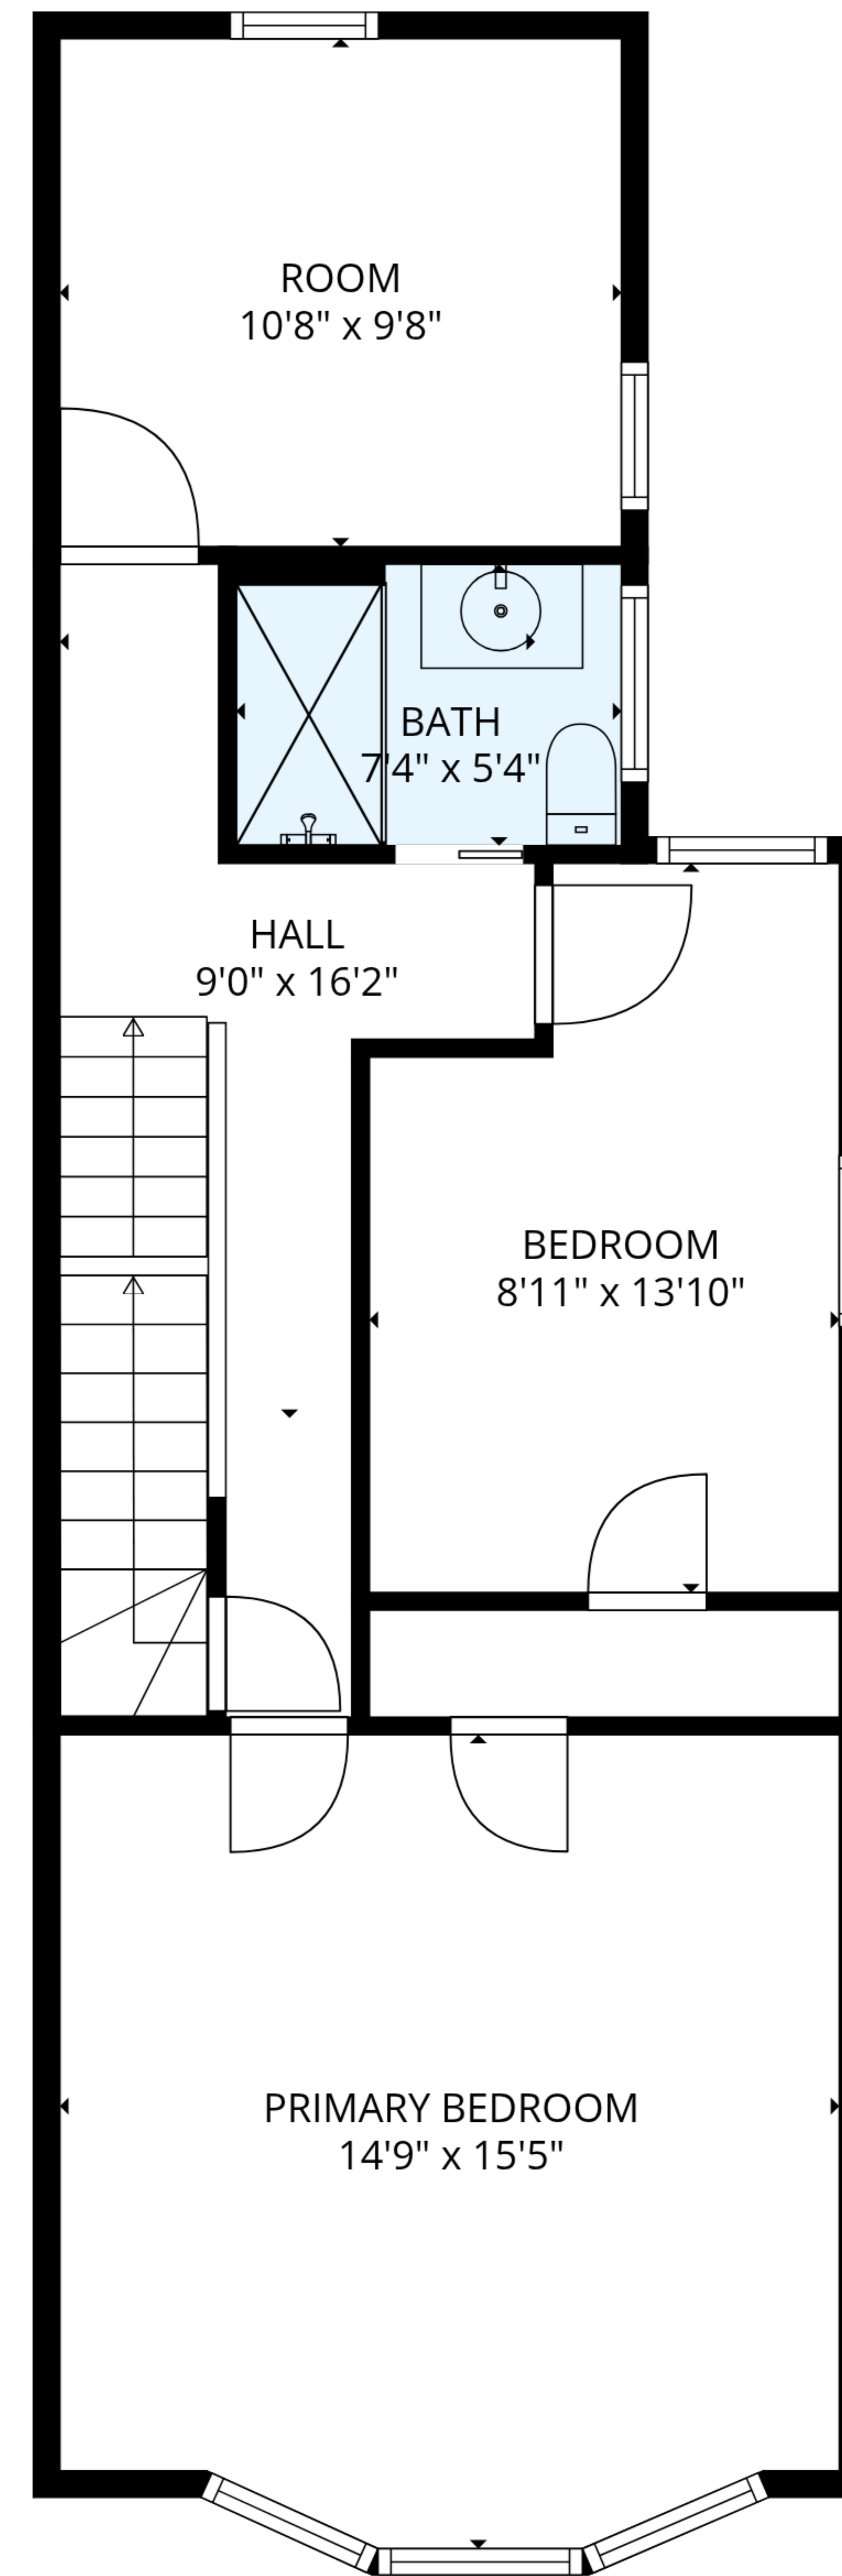 ROOM
10'8" x 9'8"
BATH
7'4" x 5'4"
HALL
9'0" x 16'2"
BEDROOM
8'11" x 13'10"
PRIMARY BEDROOM
14'9" x 15'5"